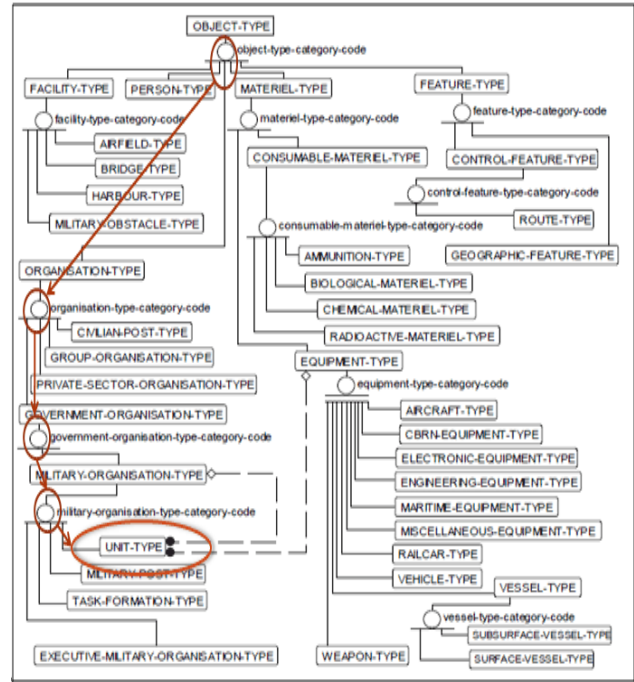 OBJECT-TYPE
object-type-category-code
FACILITY-TYPE PERSON-TYPE MATERIEL-TYPE FEATURE-TYPE
facility-type-category-code materiel-type-category-code feature-type-category-code
AIRFIELD-TYPE CONSUMABLE-MATERIEL-TYPE CONTROL-FEATURE-TYPE
BRIDGE-TYPE
HARBOUR-TYPE control-feature-type-category-code
MILITARY-OBSTACLE-TYPE consumable-materiel-type-category-code ROUTE-TYPE
AMMUNITION-TYPE GEOGRAPHIC-FEATURE-TYPE
ORGANISATION-TYPE
BIOLOGICAL-MATERIEL-TYPE
organisation-type-category-code CHEMICAL-MATERIEL-TYPE
CIVILIAN-POST-TYPE RADIOACTIVE-MATERIEL-TYPE
GROUP-ORGANISATION-TYPE EQUIPMENT-TYPE
PRIVATE-SECTOR-ORGANISATION-TYPE equipment-type-category-code
GOVERNMENT-ORGANISATION-TYPE AIRCRAFT-TYPE
government-organisation-type-category-code CBRN-EQUIPMENT-TYPE
ELECTRONIC-EQUIPMENT-TYPE
MILITARY-ORGANISATION-TYPE ENGINEERING-EQUIPMENT-TYPE
military-organisation-type-category-code MARITIME-EQUIPMENT-TYPE
MISCELLANEOUS-EQUIPMENT-TYPE
UNIT-TYPE RAILCAR-TYPE
MILITARY-POST-TYPE VEHICLE-TYPE
VESSEL-TYPE
TASK-FORMATION-TYPE
vessel-type-category-code
SUBSURFACE-VESSEL-TYPE
EXECUTIVE-MILITARY-ORGANISATION-TYPE WEAPON-TYPE SURFACE-VESSEL-TYPE